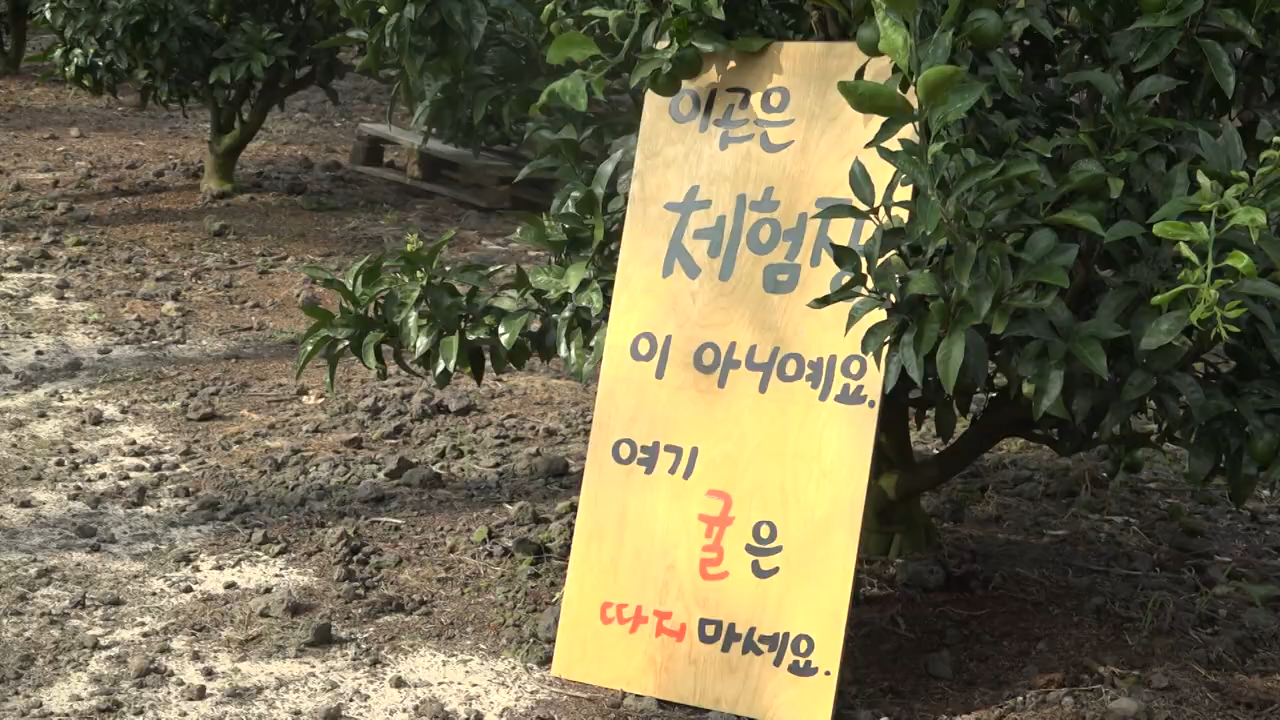 이곳은
체험장
이 아니예요.
여기
귤은
따지 마세요.